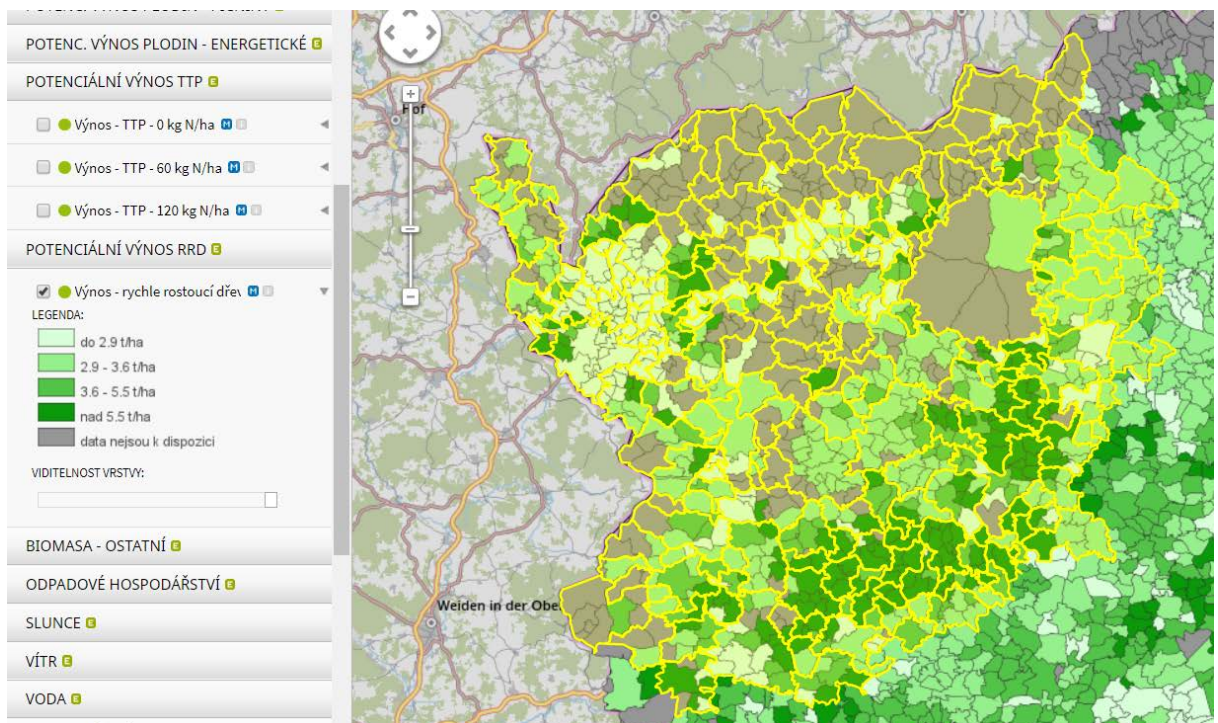 POTENC. VÝNOS PLODIN - ENERGETICKÉ E
POTENCIÁLNÍ VÝNOS TTP E
Výnos - TTP - 0 kg N/ha M
Výnos - TTP - 60 kg N/ha M
Výnos - TTP - 120 kg N/ha M
POTENCIÁLNÍ VÝNOS RRD E
Výnos - rychle rostoucí dřev M
LEGENDA:
do 2.9 t/ha
2.9 - 3.6 t/ha
3.6 - 5.5 t/ha
nad 5.5 t/ha
data nejsou k dispozici
VIDITELNOST VRSTVY:
BIOMASA - OSTATNÍ E
ODPADOVÉ HOSPODÁŘSTVÍ E
SLUNCE E
VÍTR E
VODA E
Hof
Weiden in der Obe